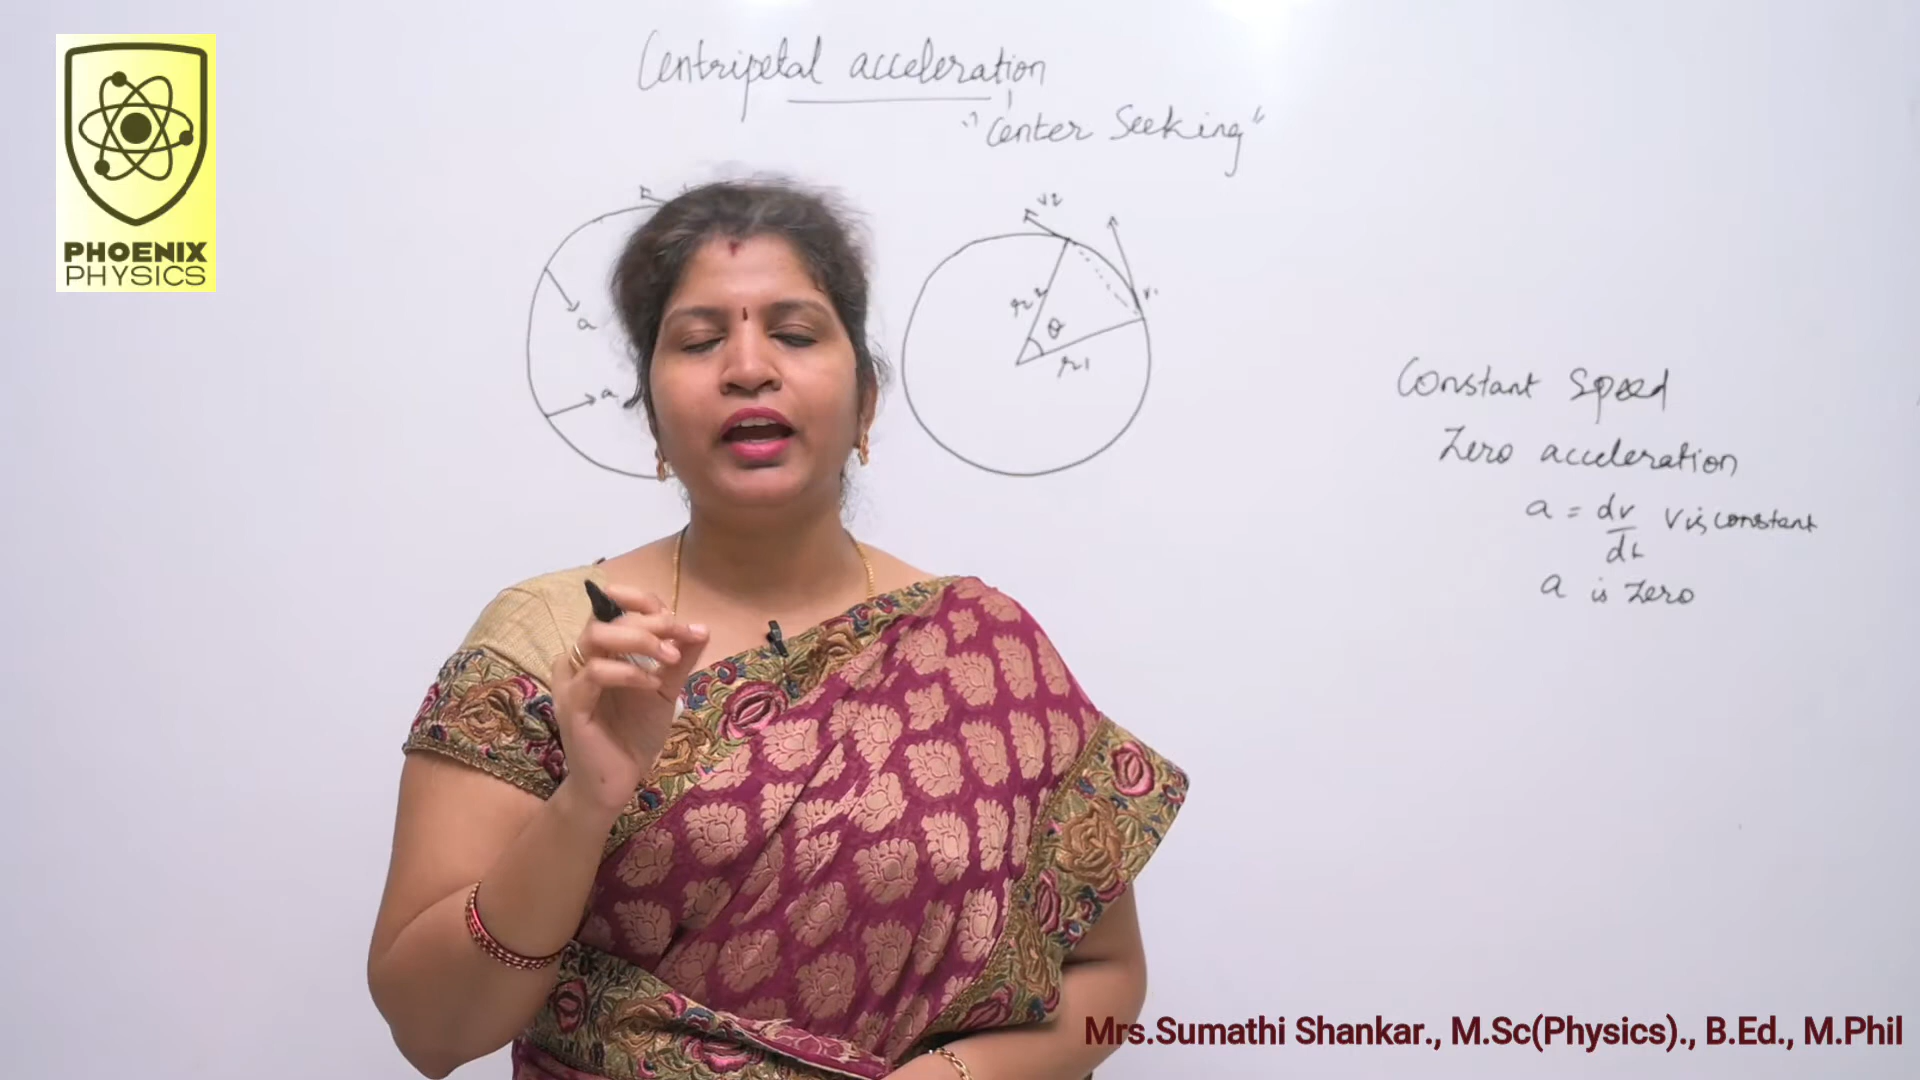 PHOENIX
PHYSICS
Centripetal acceleration
"Center Seeking"
a
a
v2
v1
r2
θ
r1
Constant Speed
Zero acceleration
a = dv/dt v is constant
a is zero
Mrs.Sumathi Shankar., M.Sc(Physics)., B.Ed., M.Phil